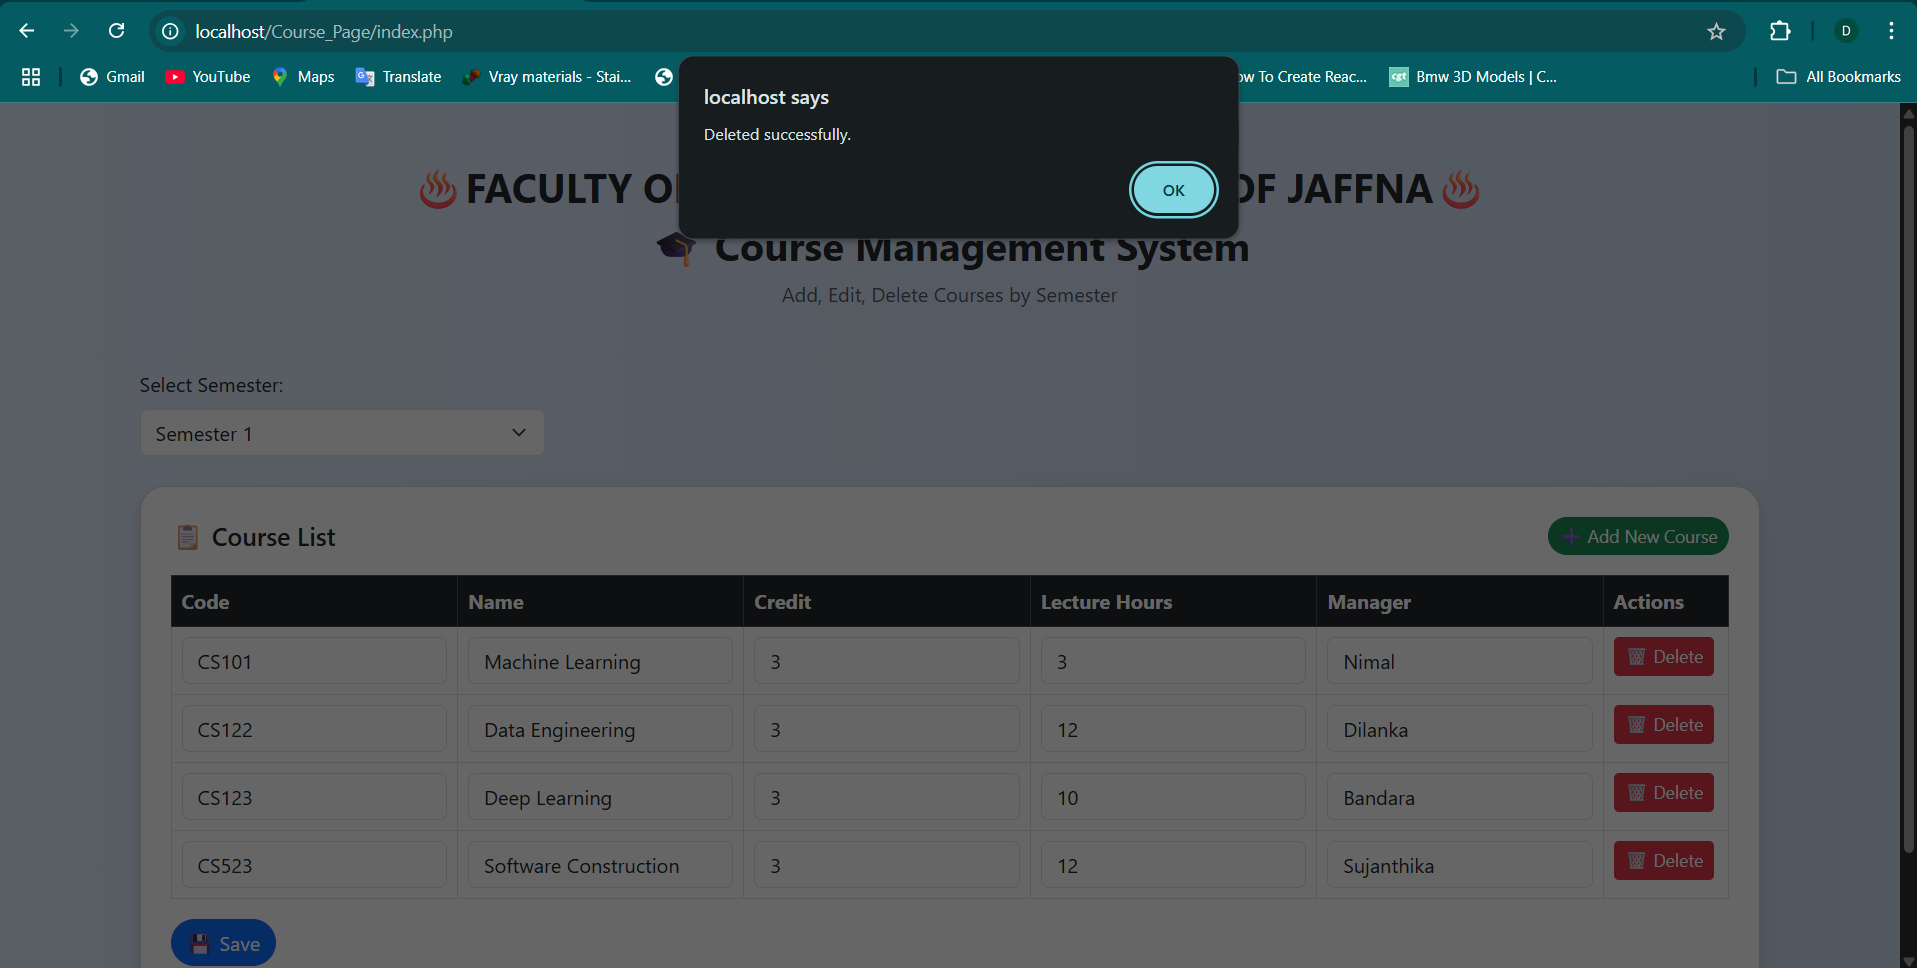 localhost/Course_Page/index.php
D
Gmail
YouTube
Maps
Translate
Vray materials - Stai...
To Create Reac...
Bmw 3D Models | C...
All Bookmarks
localhost says
Deleted successfully.
OK
FACULTY OF JAFFNA
Course Management System
Add, Edit, Delete Courses by Semester
Select Semester:
Semester 1
Course List
Add New Course
Code Name Credit Lecture Hours Manager Actions
CS101 Machine Learning 3 3 Nimal Delete
CS122 Data Engineering 3 12 Dilanka Delete
CS123 Deep Learning 3 10 Bandara Delete
CS523 Software Construction 3 12 Sujanthika Delete
Save